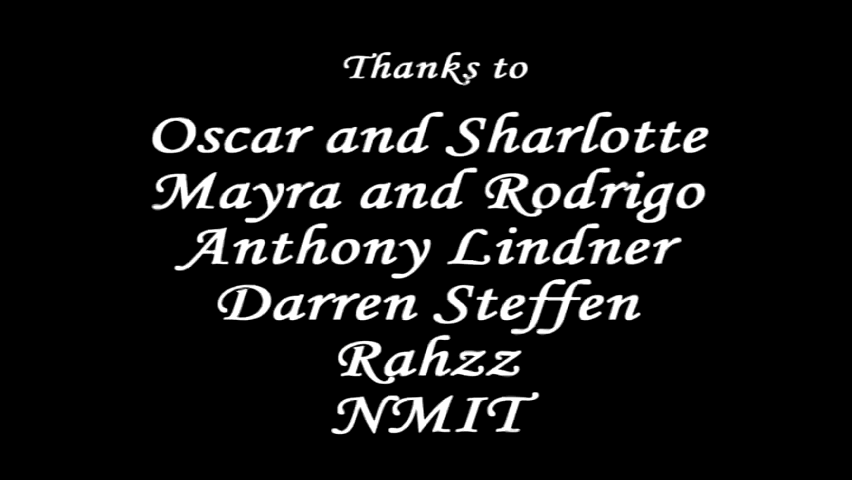 Thanks to
Oscar and Sharlotte
Mayra and Rodrigo
Anthony Lindner
Darren Steffen
Rahzz
NMIT